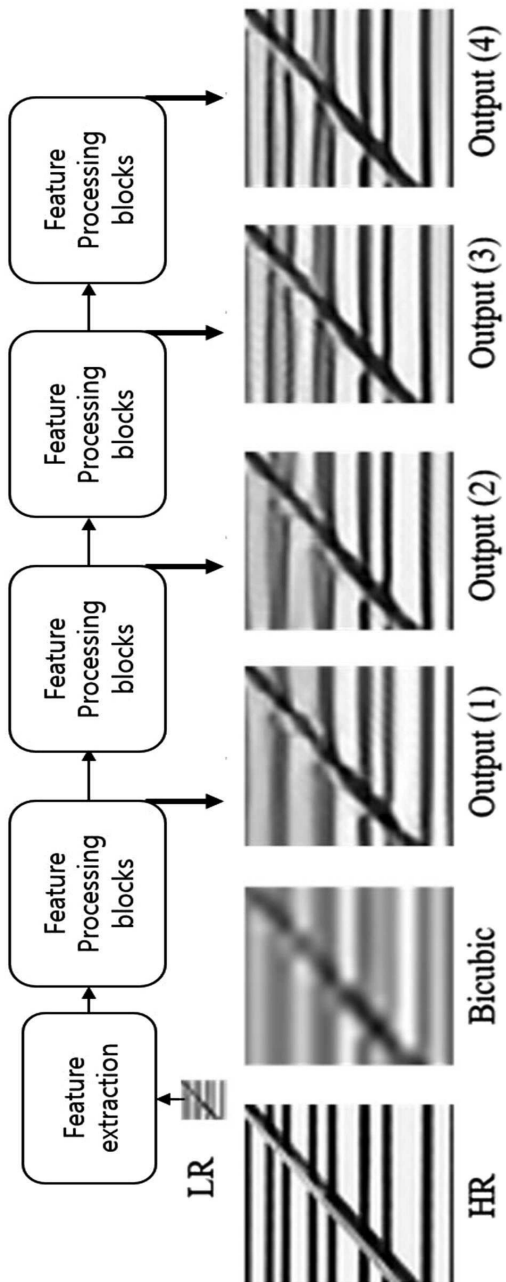 Feature
extraction
Feature
Processing
blocks
Feature
Processing
blocks
Feature
Processing
blocks
Feature
Processing
blocks
LR
HR
Bicubic
Output (1)
Output (2)
Output (3)
Output (4)